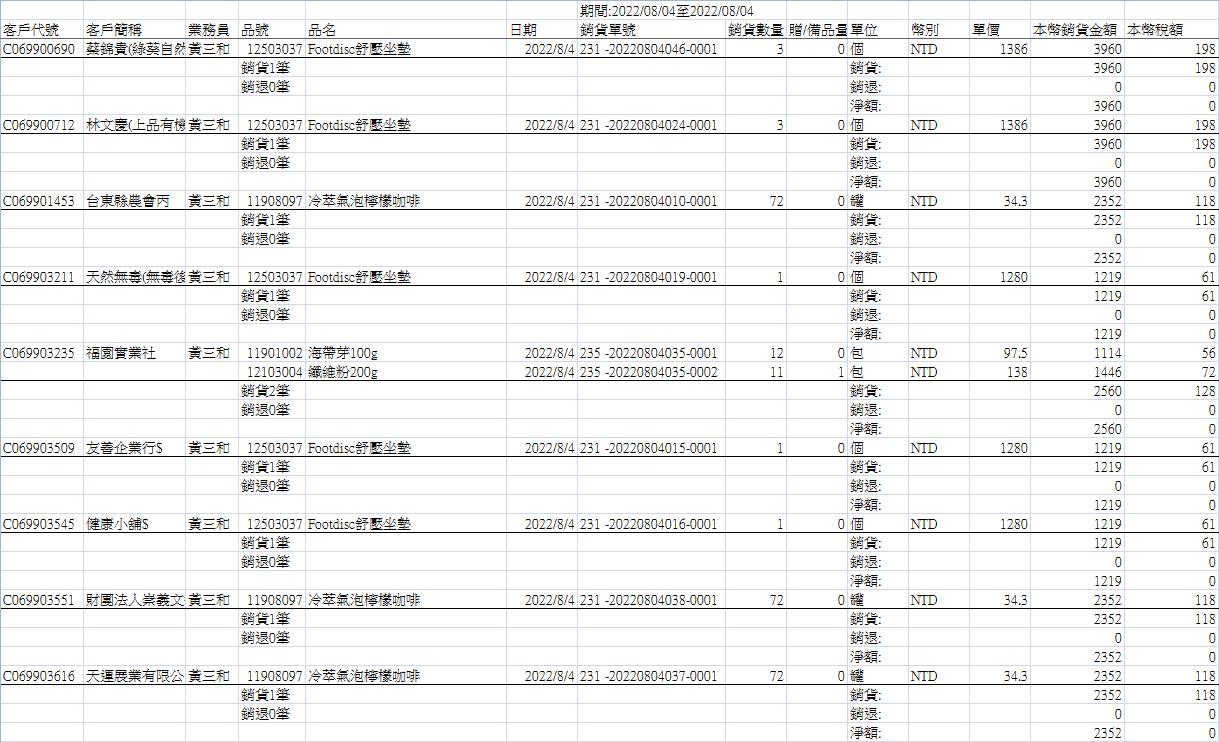 期間:2022/08/04至2022/08/04
客戶代號 客戶簡稱 業務員 品號 品名 日期 銷貨單號 銷貨數量 贈/備品量 單位 幣別 單價 本幣銷貨金額 本幣稅額
C069900690 蔡錦貴(綠葵自然 黃三和 12503037 Footdisc舒壓坐墊 2022/8/4 231 -20220804046-0001 3 0 個 NTD 1386 3960 198
銷貨1筆 銷貨: 3960 198
銷退0筆 銷退: 0 0
淨額: 3960 0
C069900712 林文慶(上品有機 黃三和 12503037 Footdisc舒壓坐墊 2022/8/4 231 -20220804024-0001 3 0 個 NTD 1386 3960 198
銷貨1筆 銷貨: 3960 198
銷退0筆 銷退: 0 0
淨額: 3960 0
C069901453 台東縣農會丙 黃三和 11908097 冷萃氣泡檸檬咖啡 2022/8/4 231 -20220804010-0001 72 0 罐 NTD 34.3 2352 118
銷貨1筆 銷貨: 2352 118
銷退0筆 銷退: 0 0
淨額: 2352 0
C069903211 天然無毒(無毒後 黃三和 12503037 Footdisc舒壓坐墊 2022/8/4 231 -20220804019-0001 1 0 個 NTD 1280 1219 61
銷貨1筆 銷貨: 1219 61
銷退0筆 銷退: 0 0
淨額: 1219 0
C069903235 福園實業社 黃三和 11901002 海帶芽100g 2022/8/4 235 -20220804035-0001 12 0 包 NTD 97.5 1114 56
12103004 纖維粉200g 2022/8/4 235 -20220804035-0002 11 1 包 NTD 138 1446 72
銷貨2筆 銷貨: 2560 128
銷退0筆 銷退: 0 0
淨額: 2560 0
C069903509 友善企業行$ 黃三和 12503037 Footdisc舒壓坐墊 2022/8/4 231 -20220804015-0001 1 0 個 NTD 1280 1219 61
銷貨1筆 銷貨: 1219 61
銷退0筆 銷退: 0 0
淨額: 1219 0
C069903545 健康小舖$ 黃三和 12503037 Footdisc舒壓坐墊 2022/8/4 231 -20220804016-0001 1 0 個 NTD 1280 1219 61
銷貨1筆 銷貨: 1219 61
銷退0筆 銷退: 0 0
淨額: 1219 0
C069903551 財團法人崇義文 黃三和 11908097 冷萃氣泡檸檬咖啡 2022/8/4 231 -20220804038-0001 72 0 罐 NTD 34.3 2352 118
銷貨1筆 銷貨: 2352 118
銷退0筆 銷退: 0 0
淨額: 2352 0
C069903616 天運展業有限公 黃三和 11908097 冷萃氣泡檸檬咖啡 2022/8/4 231 -20220804037-0001 72 0 罐 NTD 34.3 2352 118
銷貨1筆 銷貨: 2352 118
銷退0筆 銷退: 0 0
淨額: 2352 0